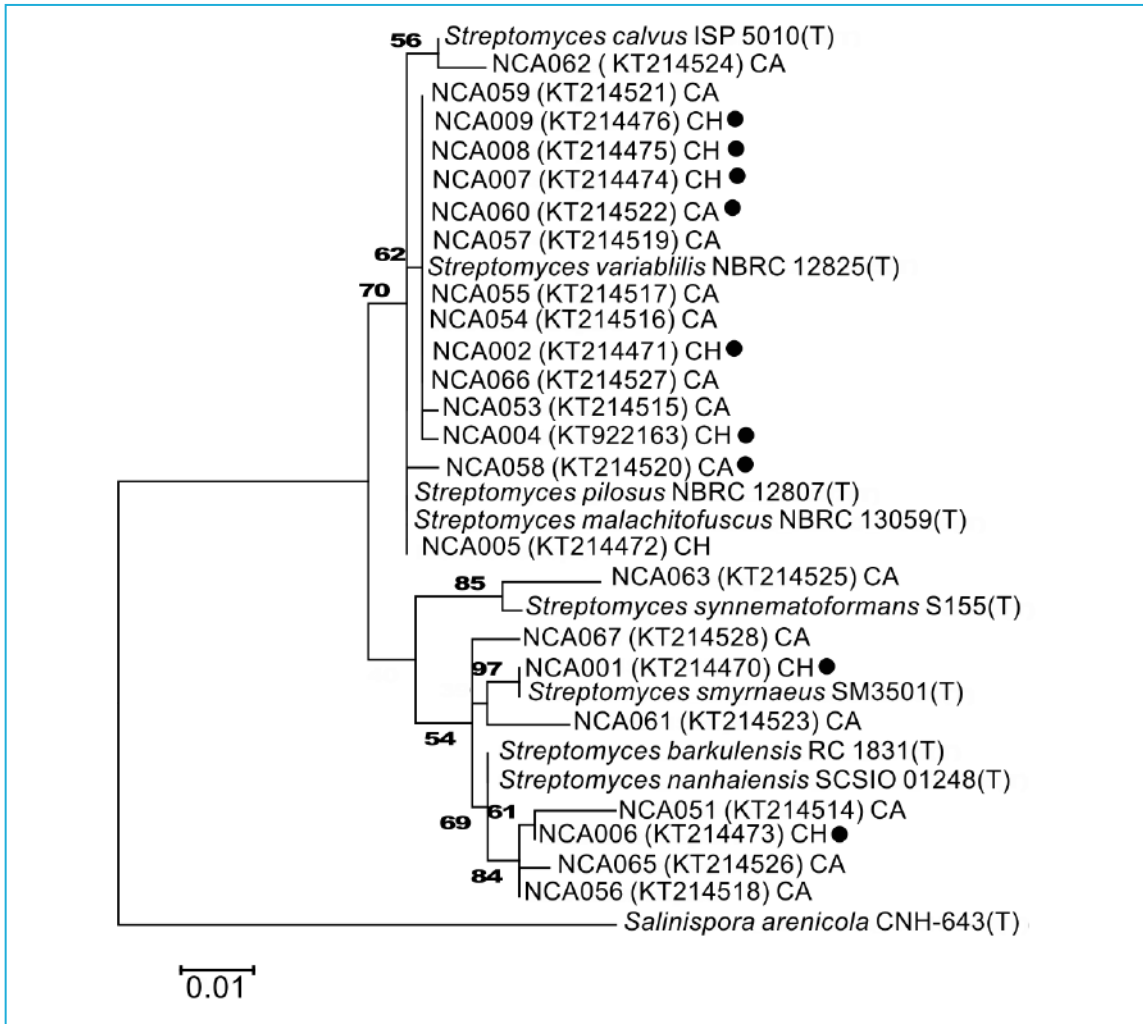 56
Streptomyces calvus ISP 5010(T)
NCA062 ( KT214524) CA
NCA059 (KT214521) CA
NCA009 (KT214476) CH
NCA008 (KT214475) CH
NCA007 (KT214474) CH
NCA060 (KT214522) CA
NCA057 (KT214519) CA
62
Streptomyces variablilis NBRC 12825(T)
70
NCA055 (KT214517) CA
NCA054 (KT214516) CA
NCA002 (KT214471) CH
NCA066 (KT214527) CA
NCA053 (KT214515) CA
NCA004 (KT922163) CH
NCA058 (KT214520) CA
Streptomyces pilosus NBRC 12807(T)
Streptomyces malachitofuscus NBRC 13059(T)
NCA005 (KT214472) CH
85
NCA063 (KT214525) CA
Streptomyces synnematoformans S155(T)
NCA067 (KT214528) CA
97
NCA001 (KT214470) CH
Streptomyces smyrnaeus SM3501(T)
NCA061 (KT214523) CA
54
Streptomyces barkulensis RC 1831(T)
Streptomyces nanhaiensis SCSIO 01248(T)
61
NCA051 (KT214514) CA
69
NCA006 (KT214473) CH
NCA065 (KT214526) CA
84
NCA056 (KT214518) CA
Salinispora arenicola CNH-643(T)
0.01